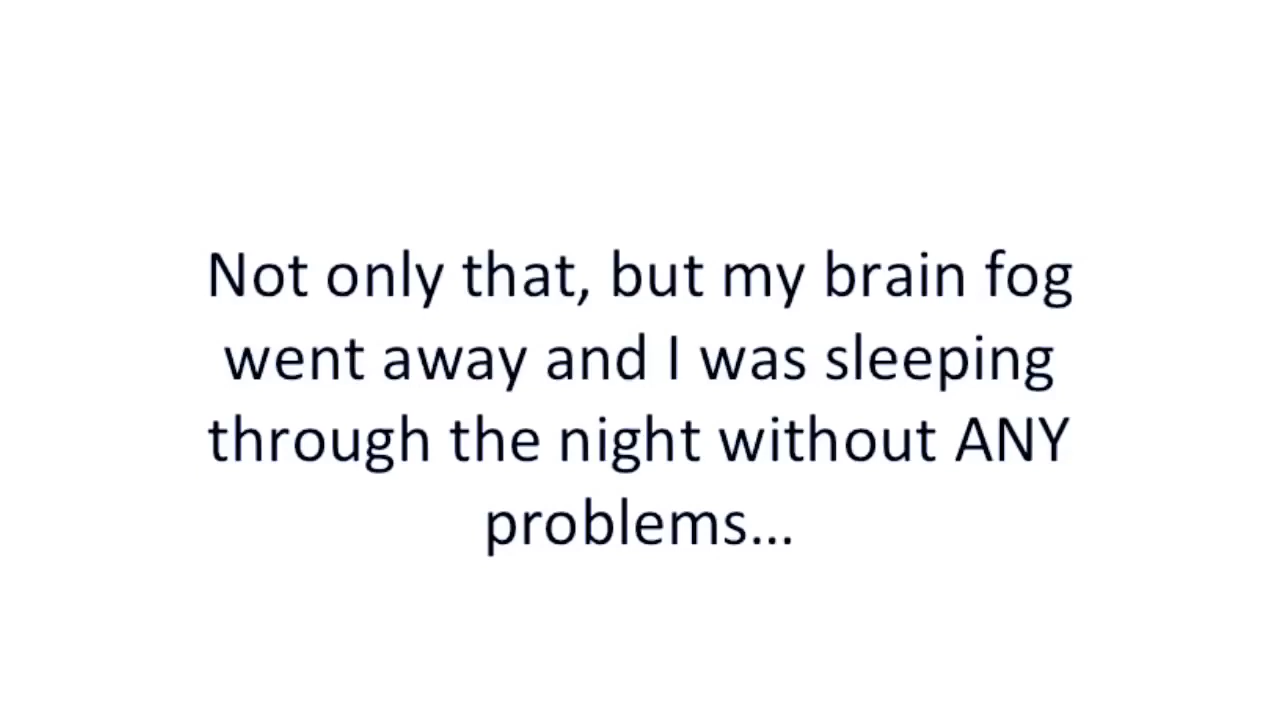 Not only that, but my brain fog
went away and I was sleeping
through the night without ANY
problems...